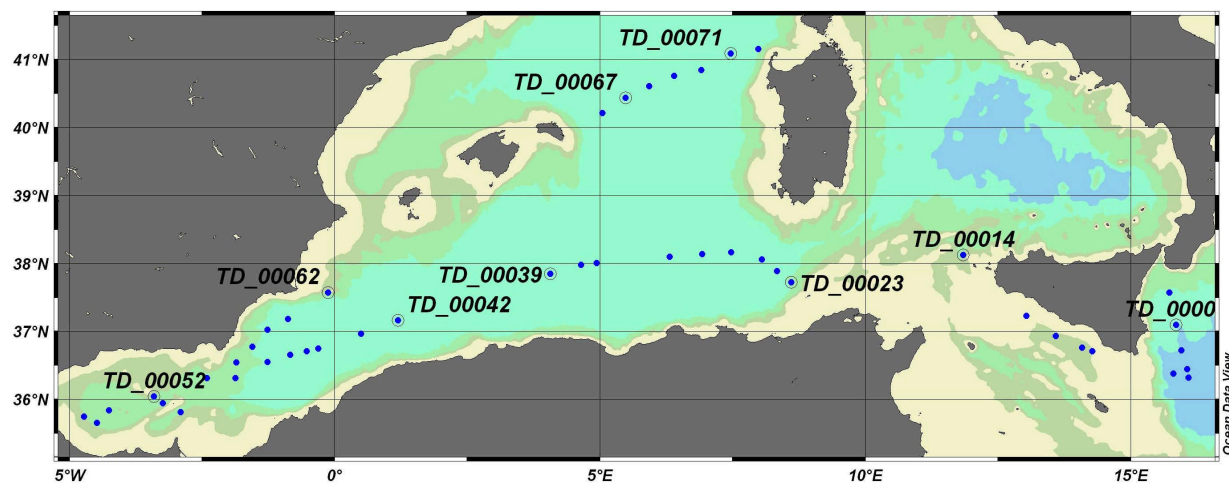 TD_00071
41°N
TD_00067
40°N
39°N
TD_00014
38°N
TD_00062
TD_00039
TD_00023
TD_00042
TD_0000
37°N
TD_00052
36°N
Ocean Data View
5°W
0°
5°E
10°E
15°E